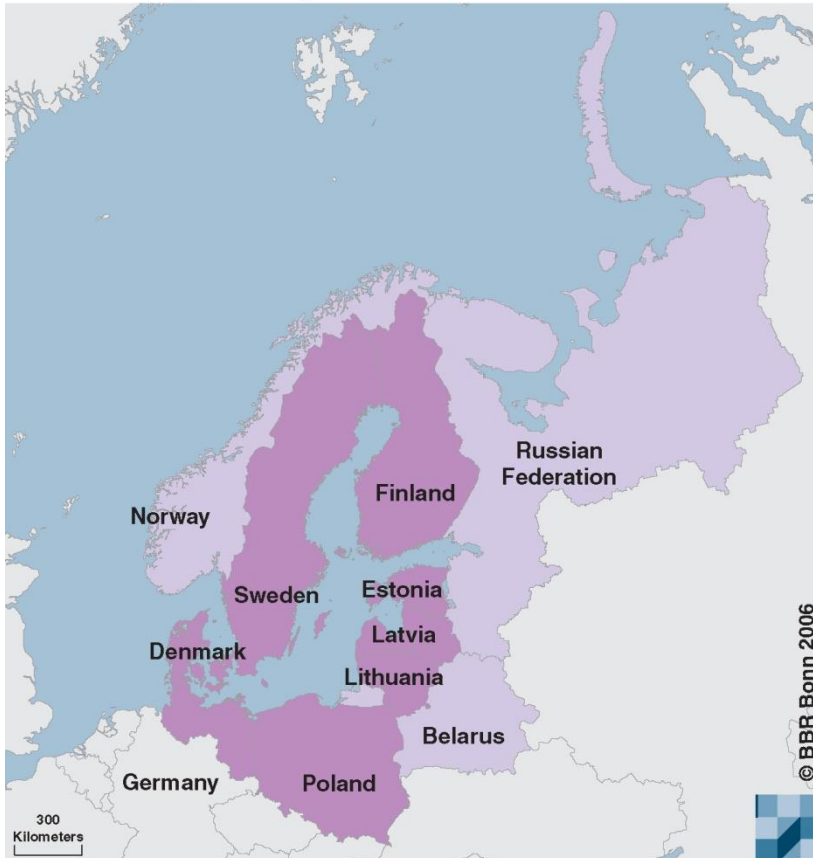 Russian
Federation
Finland
Norway
Estonia
Sweden
Latvia
Denmark
Lithuania
Belarus
Germany
Poland
300
Kilometers
© BBR Bonn 2006